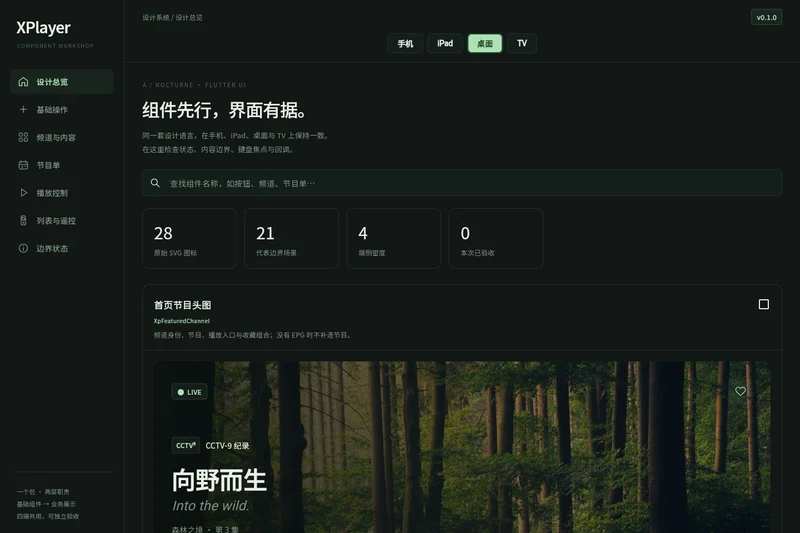 XPlayer
COMPONENT WORKSHOP
设计总览
基础操作
频道与内容
节目单
播放控制
列表与遥控
边界状态
一个包 · 两层职责
基础组件 → 业务展示
四端共用，可独立验收
设计系统 / 设计总览
v0.1.0
手机
iPad
桌面
TV
A / NOCTURNE · FLUTTER UI
组件先行，界面有据。
同一套设计语言，在手机、iPad、桌面与 TV 上保持一致。
在这里检查状态、内容边界、键盘焦点与回调。
查找组件名称，如按钮、频道、节目单…
28
原始 SVG 图标
21
代表边界场景
4
端侧密度
0
本次已验收
首页节目头图
XpFeaturedChannel
频道身份、节目、播放入口与收藏组合；没有 EPG 时不补造节目。
LIVE
CCTV9 CCTV-9 纪录
向野而生
Into the wild.
森林之境 · 第 3 集